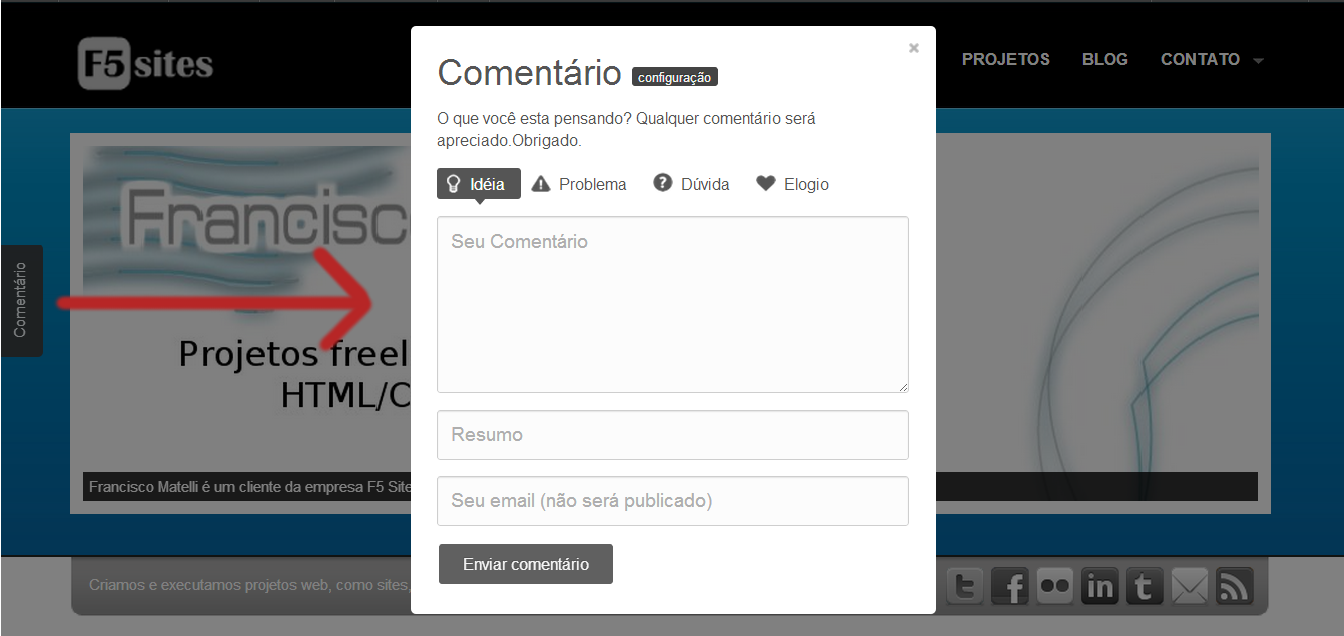 F5 sites
PROJETOS BLOG CONTATO
Comentário
Comentário configuração
O que você esta pensando? Qualquer comentário será
apreciado.Obrigado.
Idéia Problema Dúvida Elogio
Seu Comentário
Resumo
Seu email (não será publicado)
Enviar comentário
Francisc
Projetos freel
HTML/C
Francisco Matelli é um cliente da empresa F5 Site
Criamos e executamos projetos web, como sites,